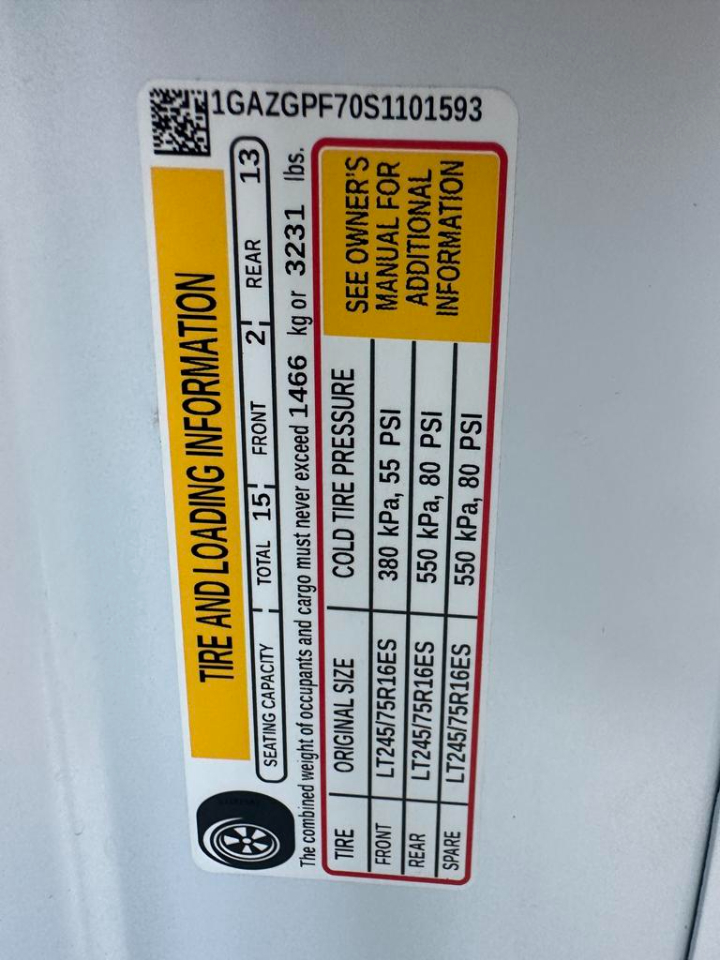 1GAZGPF70S1101593
TIRE AND LOADING INFORMATION
SEATING CAPACITY TOTAL 15 FRONT 2 REAR 13
The combined weight of occupants and cargo must never exceed 1466 kg or 3231 lbs.
TIRE ORIGINAL SIZE COLD TIRE PRESSURE
FRONT LT245/75R16ES 380 kPa, 55 PSI
REAR LT245/75R16ES 550 kPa, 80 PSI
SPARE LT245/75R16ES 550 kPa, 80 PSI
SEE OWNER'S
MANUAL FOR
ADDITIONAL
INFORMATION